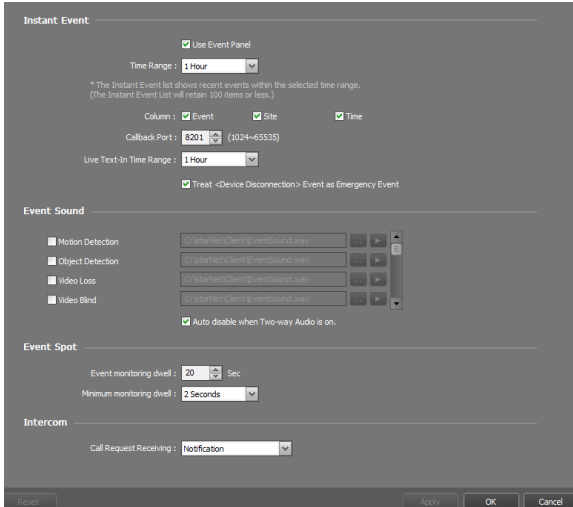 Instant Event
Use Event Panel
Time Range : 1 Hour
* The Instant Event list shows recent events within the selected time range.
(The Instant Event List will retain 100 items or less.)
Column : Event Site Time
Callback Port : 8201 (1024~65535)
Live Text-In Time Range : 1 Hour
Treat <Device Disconnection> Event as Emergency Event
Event Sound
Motion Detection C:\starNet\Client\EventSound.wav ...
Object Detection C:\starNet\Client\EventSound.wav ...
Video Loss C:\starNet\Client\EventSound.wav ...
Video Blind C:\starNet\Client\EventSound.wav ...
Auto disable when Two-way Audio is on.
Event Spot
Event monitoring dwell : 20 Sec
Minimum monitoring dwell : 2 Seconds
Intercom
Call Request Receiving : Notification
Reset Apply OK Cancel